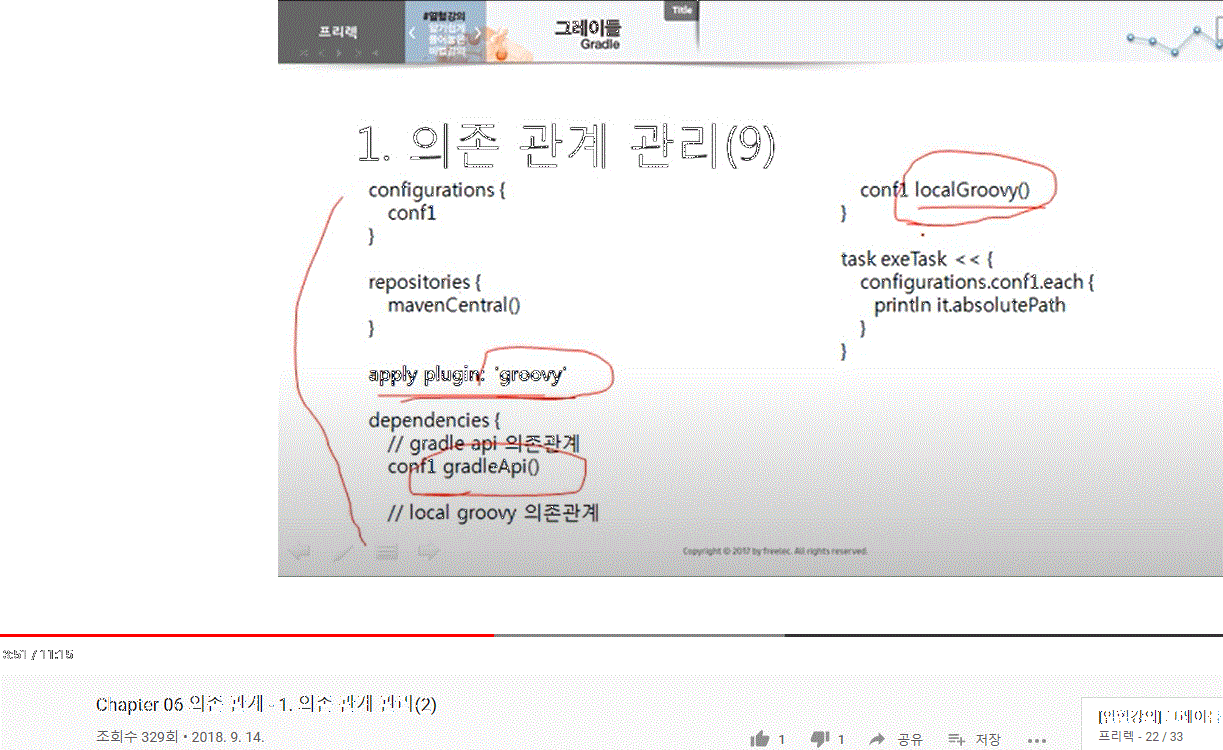 프리렉
#열혈강의
그레이들
Gradle
Title
1. 의존 관계 관리(9)
configurations {
conf1
}
repositories {
mavenCentral()
}
apply plugin: 'groovy'
dependencies {
// gradle api 의존관계
conf1 gradleApi()
// local groovy 의존관계
conf1 localGroovy()
}
task exeTask << {
configurations.conf1.each {
println it.absolutePath
}
}
Copyright © 2017 by freelec. All rights reserved.
3:51 / 11:15
Chapter 06 의존 관계 - 1. 의존 관계 관리(2)
조회수 329회 • 2018. 9. 14.
1
1
공유
저장
[열혈강의] 그레이들
프리렉 - 22 / 33